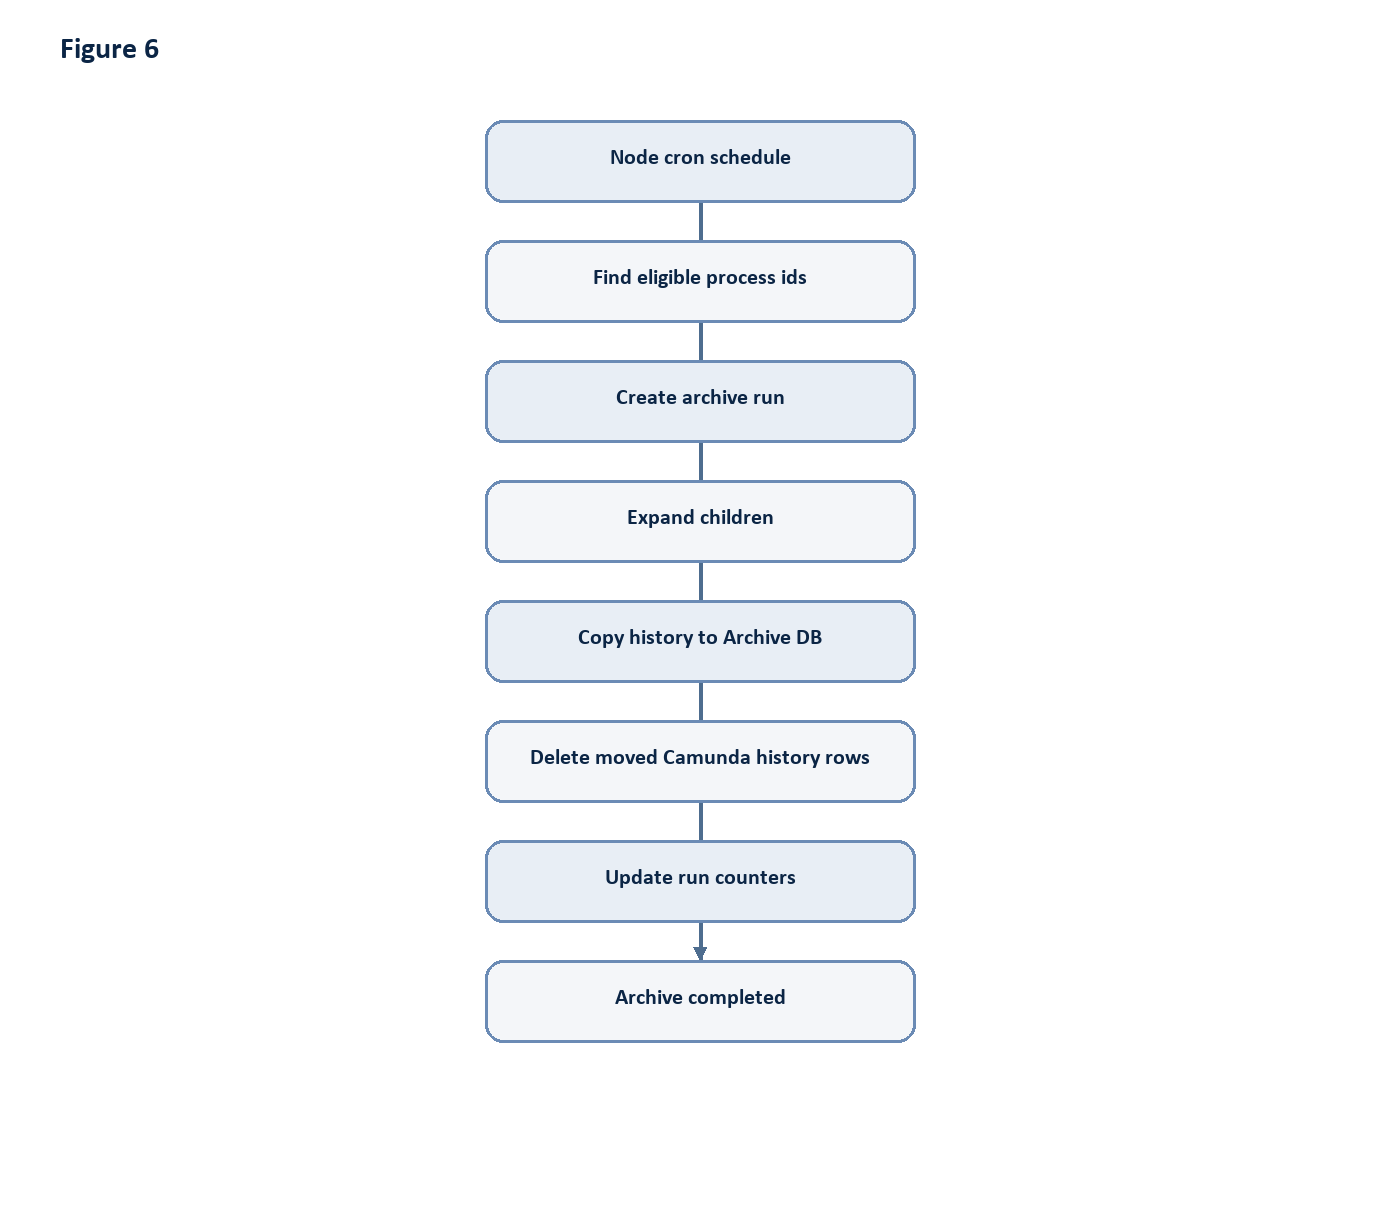 Figure 6
Node cron schedule
Find eligible process ids
Create archive run
Expand children
Copy history to Archive DB
Delete moved Camunda history rows
Update run counters
Archive completed